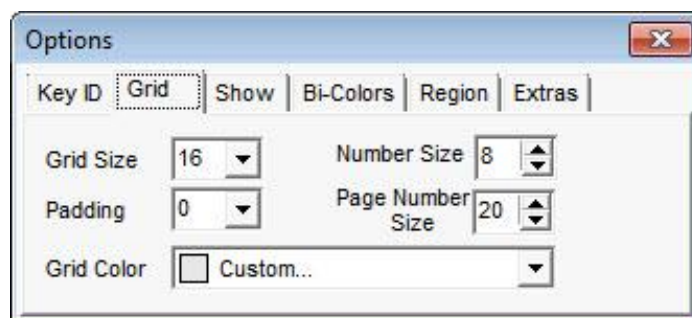 Options
Key ID Grid Show Bi-Colors Region Extras
Grid Size 16 Number Size 8
Padding 0 Page Number Size 20
Grid Color Custom...